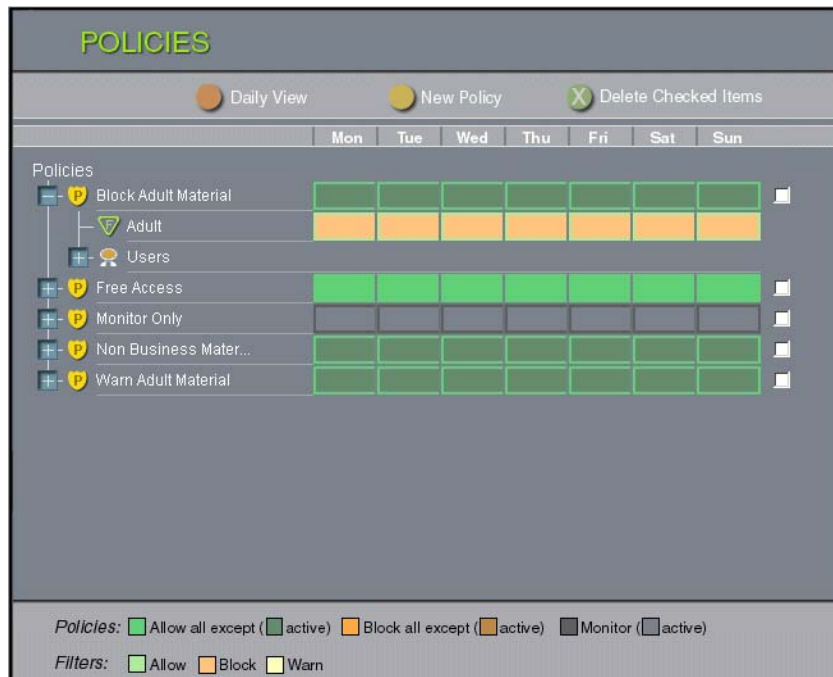 POLICIES
Daily View New Policy X Delete Checked Items
Mon Tue Wed Thu Fri Sat Sun
Policies
P Block Adult Material
F Adult
Users
P Free Access
P Monitor Only
P Non Business Mater...
P Warn Adult Material
Policies: Allow all except ( active) Block all except ( active) Monitor ( active)
Filters: Allow Block Warn